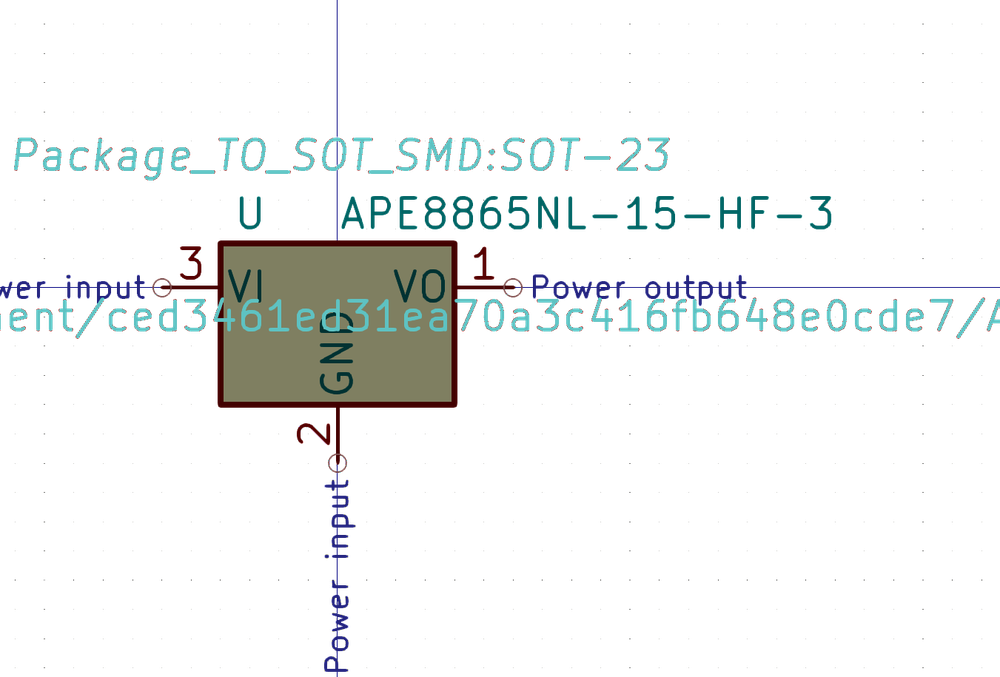 Package_TO_SOT_SMD:SOT-23
U APE8865NL-15-HF-3
3 VI VO 1
wer input Power output
ent/ced3461ed31ea70a3c416fb648e0cde7/A
GND
2
Power input